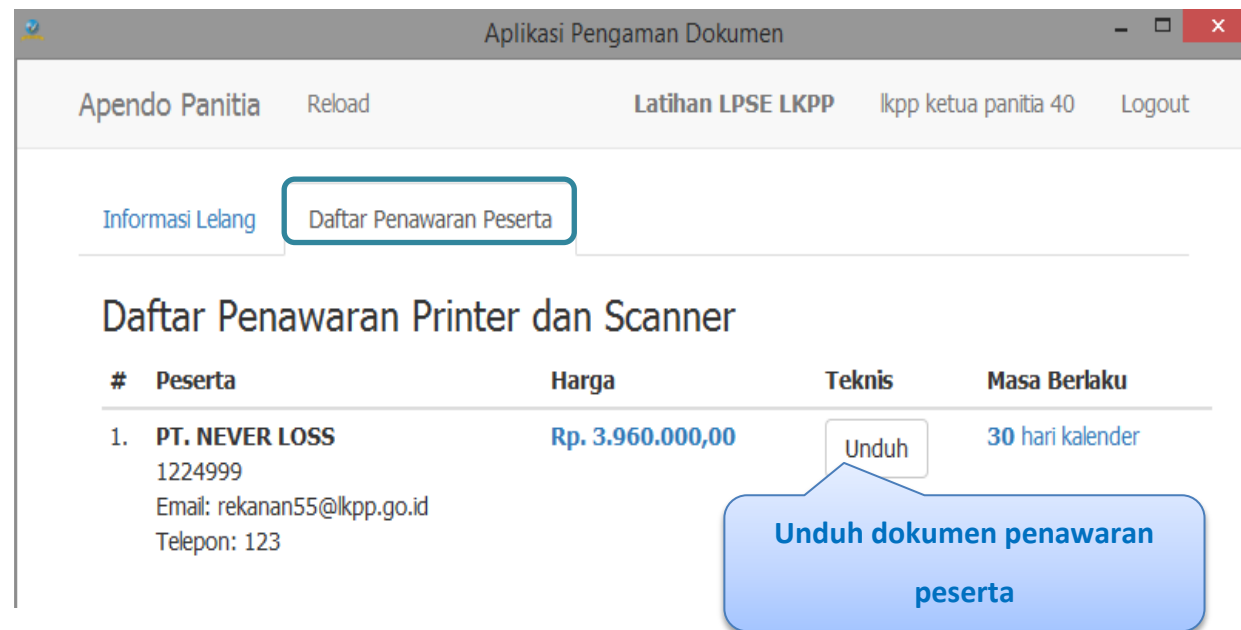 Aplikasi Pengaman Dokumen
Apendo Panitia Reload Latihan LPSE LKPP lkpp ketua panitia 40 Logout
Informasi Lelang Daftar Penawaran Peserta
Daftar Penawaran Printer dan Scanner
# Peserta Harga Teknis Masa Berlaku
1. PT. NEVER LOSS Rp. 3.960.000,00 Unduh 30 hari kalender
1224999
Email: rekanan55@lkpp.go.id
Telepon: 123
Unduh dokumen penawaran
peserta